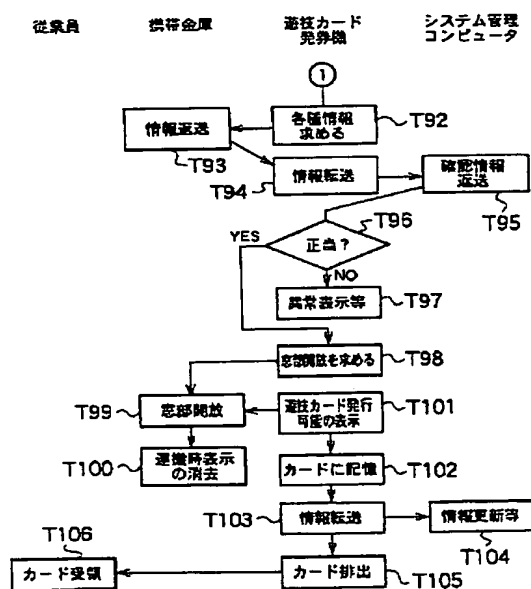 従業員
携帯金庫
遊技カード
発券機
システム管理
コンピュータ
1
各種情報
求める
T92
情報返送
T93
T94
情報転送
確認情報
返送
T95
T96
YES
正当?
NO
異常表示等
T97
窓部開放を求める
T98
T99
窓部開放
遊技カード発行
可能の表示
T101
T100
運搬時表示
の消去
カードに記憶
T102
T103
情報転送
情報更新等
T104
T106
カード受領
カード排出
T105